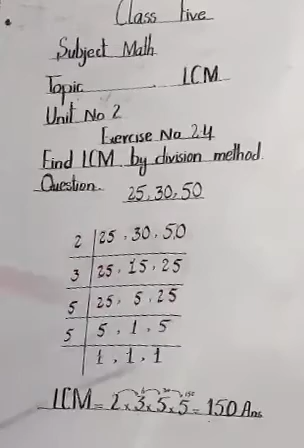 Class Five
Subject Math
Topic LCM
Unit No 2
Exercise No 2.4
Find LCM by division method.
Question. 25, 30, 50
2 | 25, 30, 50
3 | 25, 15, 25
5 | 25, 5, 25
5 | 5, 1, 5
1, 1, 1
LCM = 2 x 3 x 5 x 5 = 150 Ans